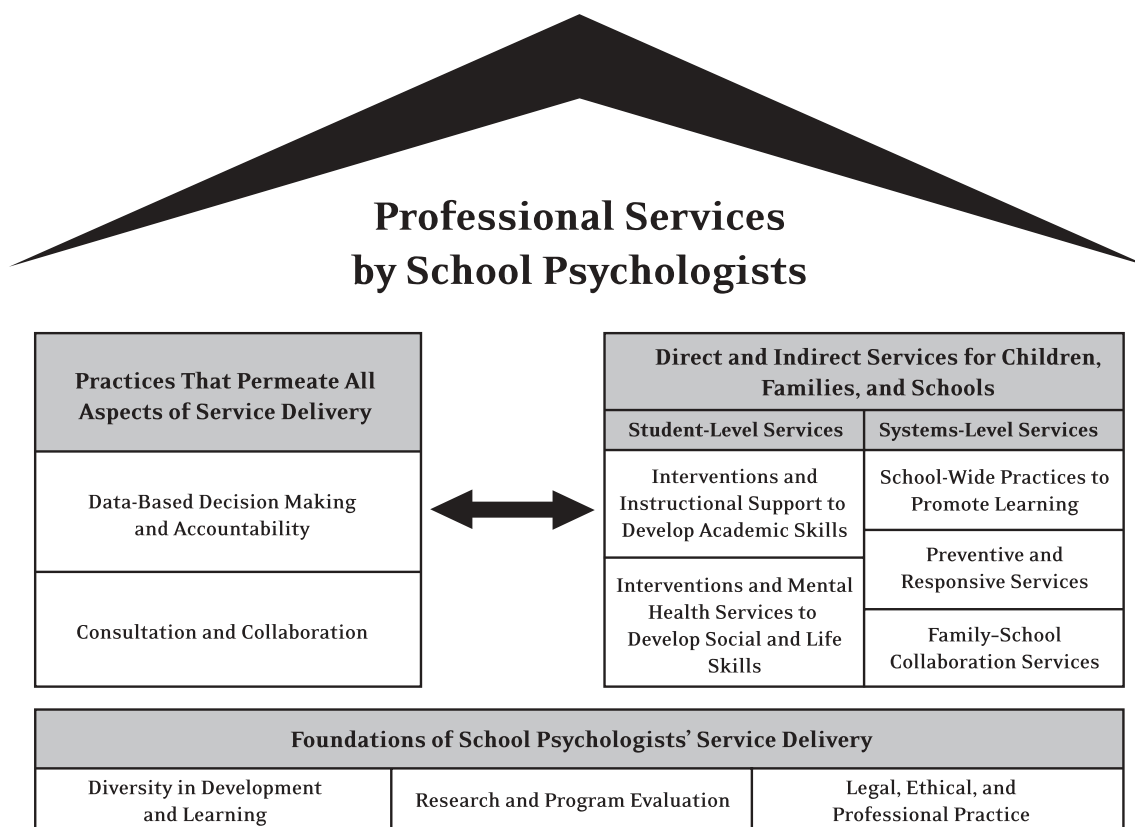 Professional Services
by School Psychologists
Practices That Permeate All
Aspects of Service Delivery
Data-Based Decision Making
and Accountability
Consultation and Collaboration
Direct and Indirect Services for Children,
Families, and Schools
Student-Level Services
Interventions and
Instructional Support to
Develop Academic Skills
Interventions and Mental
Health Services to
Develop Social and Life
Skills
Systems-Level Services
School-Wide Practices to
Promote Learning
Preventive and
Responsive Services
Family–School
Collaboration Services
Foundations of School Psychologists’ Service Delivery
Diversity in Development
and Learning
Research and Program Evaluation
Legal, Ethical, and
Professional Practice